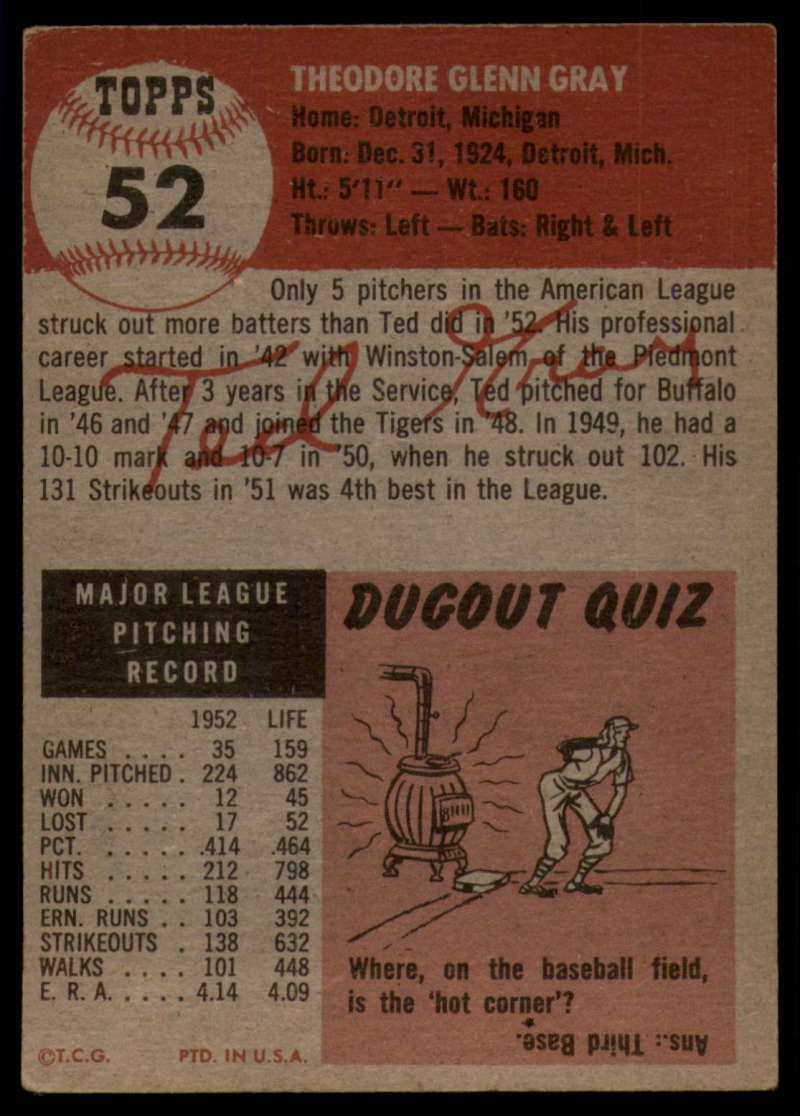 TOPPS
52
THEODORE GLENN GRAY
Home: Detroit, Michigan
Born: Dec. 31, 1924, Detroit, Mich.
Ht.: 5'11" — Wt.: 160
Throws: Left — Bats: Right & Left
Only 5 pitchers in the American League
struck out more batters than Ted did in '52. His professional
career started in '42 with Winston-Salem of the Piedmont
League. After 3 years in the Service, Ted pitched for Buffalo
in '46 and '47 and joined the Tigers in '48. In 1949, he had a
10-10 mark and 10-7 in '50, when he struck out 102. His
131 Strikeouts in '51 was 4th best in the League.
Ted Gray
MAJOR LEAGUE
PITCHING
RECORD
1952 LIFE
GAMES . . . . 35 159
INN. PITCHED . 224 862
WON . . . . . 12 45
LOST . . . . . 17 52
PCT. . . . . . .414 .464
HITS . . . . . 212 798
RUNS . . . . . 118 444
ERN. RUNS . . 103 392
STRIKEOUTS . 138 632
WALKS . . . . 101 448
E. R. A. . . . . 4.14 4.09
©T.C.G. PTD. IN U.S.A.
DUGOUT QUIZ
Where, on the baseball field,
is the 'hot corner'?
Ans.: Third Base.